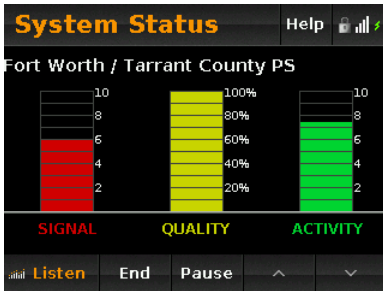 System Status Help
Fort Worth / Tarrant County PS
10 100% 10
8 80% 8
6 60% 6
4 40% 4
2 20% 2
SIGNAL QUALITY ACTIVITY
Listen End Pause